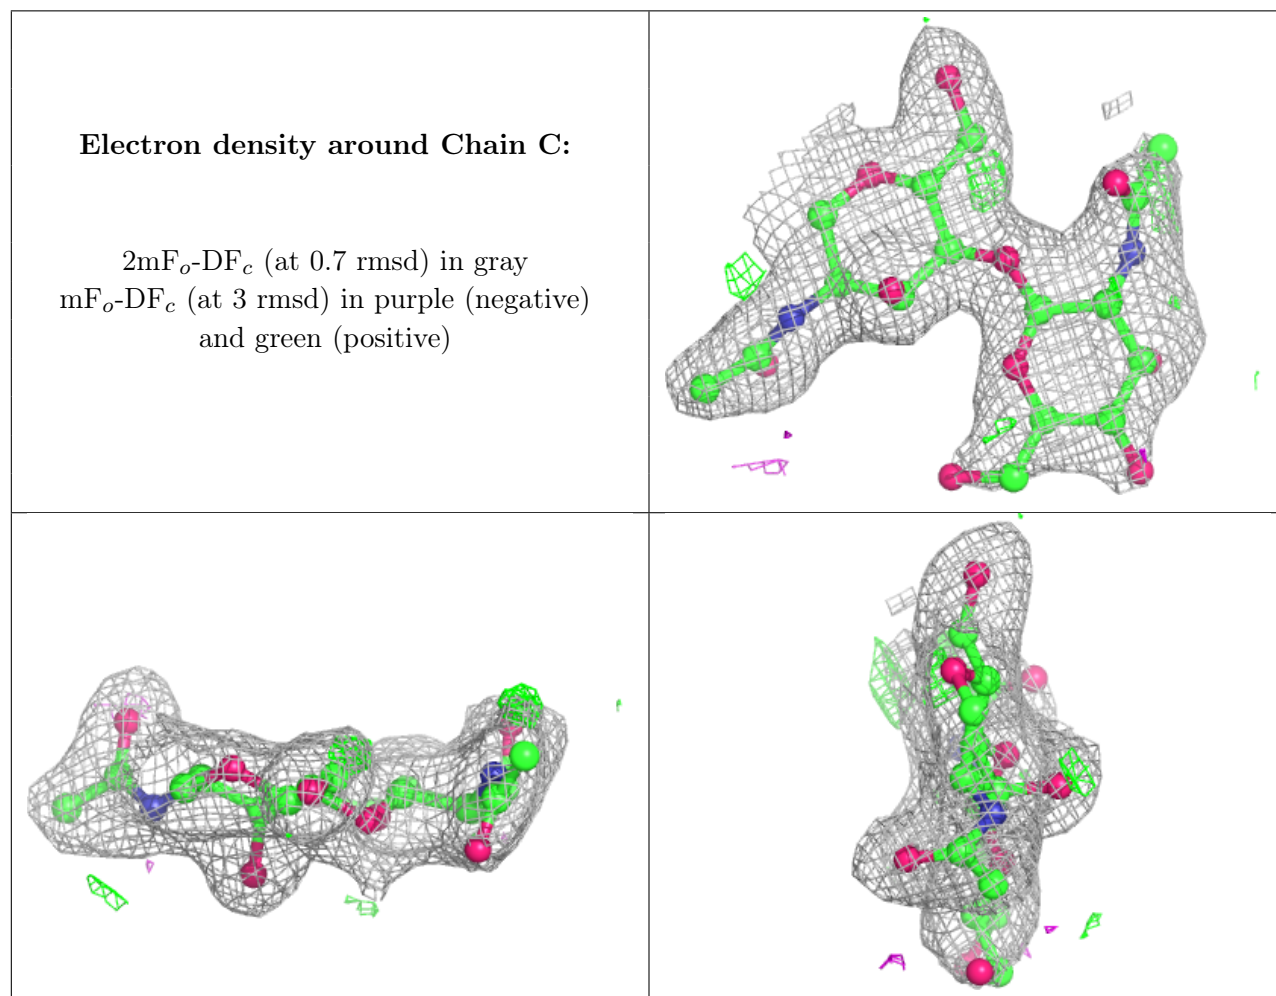 Electron density around Chain C:
2mFₒ-DF𝒸 (at 0.7 rmsd) in gray
mFₒ-DF𝒸 (at 3 rmsd) in purple (negative)
and green (positive)